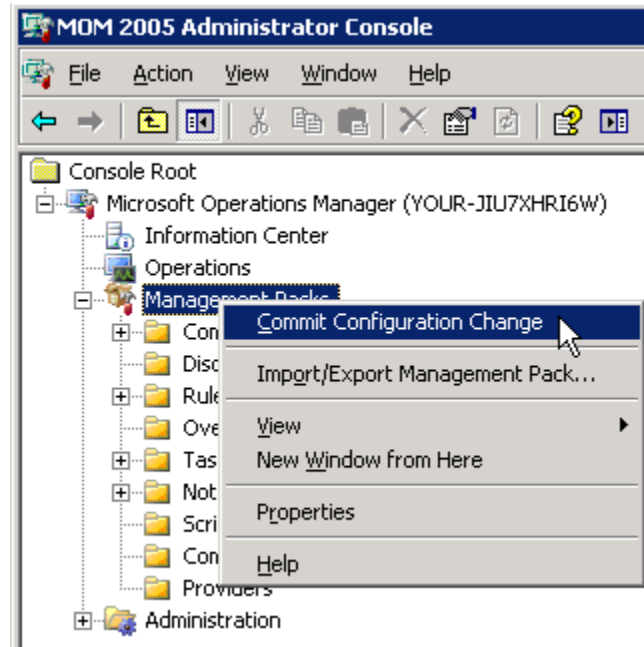 MOM 2005 Administrator Console
File Action View Window Help
Console Root
Microsoft Operations Manager (YOUR-JIU7XHRI6W)
Information Center
Operations
Management Packs
Commit Configuration Change
Con
Disc
Import/Export Management Pack...
Rule
Ove
View
Tas
New Window from Here
Not
Scri
Properties
Con
Help
Providers
Administration